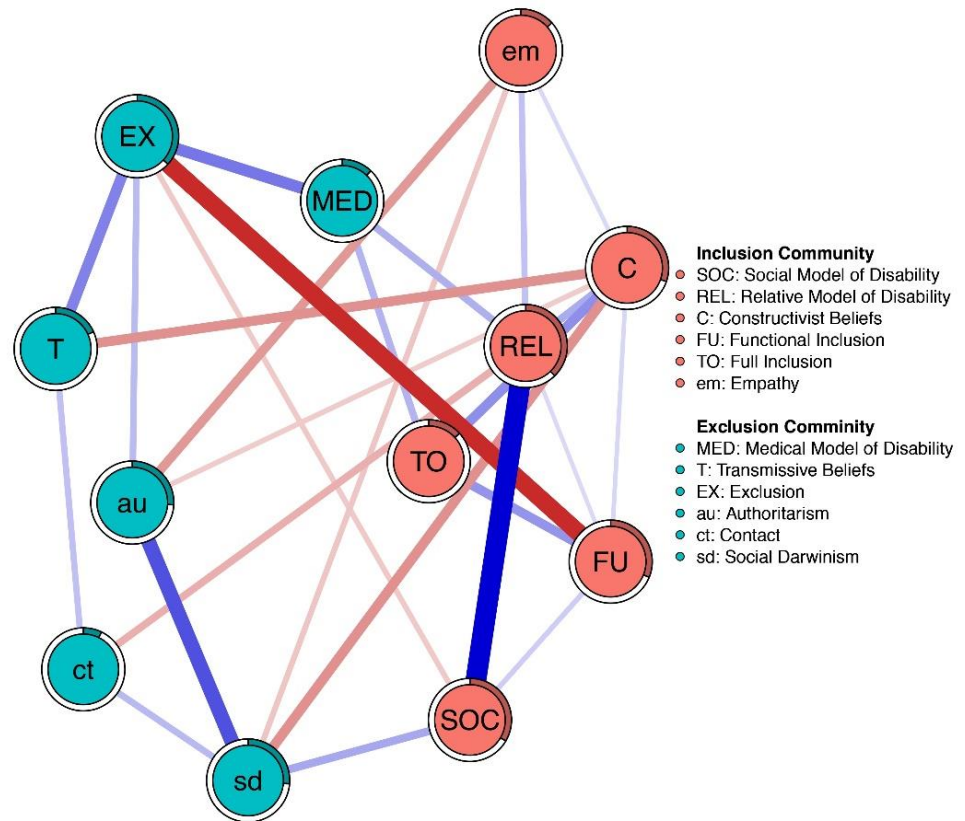 em
EX
MED
C
T
REL
TO
au
FU
ct
SOC
sd
Inclusion Community
SOC: Social Model of Disability
REL: Relative Model of Disability
C: Constructivist Beliefs
FU: Functional Inclusion
TO: Full Inclusion
em: Empathy
Exclusion Comminity
MED: Medical Model of Disability
T: Transmissive Beliefs
EX: Exclusion
au: Authoritarism
ct: Contact
sd: Social Darwinism